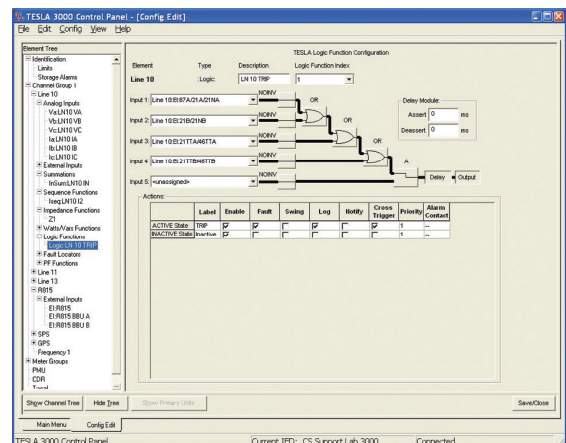 TESLA 3000 Control Panel - [Config Edit]
File Edit Config View Help
Element Tree
Identification
Limits
Storage Alarms
Channel Group 1
Line 10
Analog Inputs
Va:LN10 VA
Vb:LN10 VB
Vc:LN10 VC
Ia:LN10 IA
Ib:LN10 IB
Ic:LN10 IC
External Inputs
Summations
InSum:LN10 IN
Sequence Functions
Iseq:LN10 I2
Impedance Functions
Z1
Watts/Vars Functions
Logic Functions
Logic:LN 10 TRIP
Fault Locators
PF Functions
Line 11
Line 13
R815
External Inputs
EI:R815
EI:R815 BBU A
EI:R815 BBU B
SPS
GPS
Frequency 1
Meter Groups
PMU
CDR
TESLA Logic Function Configuration
Element Type Description Logic Function Index
Line 10 :Logic: LN 10 TRIP 1
Input 1: Line 10:EI:87A/21A/21NA NOINV OR
Input 2: Line 10:EI:21B/21NB NOINV OR
Input 3: Line 10:EI:21TTA/46TTA NOINV OR
Input 4: Line 10:EI:21TTB/46TTB NOINV A
Input 5: <unassigned> NOINV
Delay Output
Delay Module:
Assert 0 ms
Deassert 0 ms
Actions:
Label Enable Fault Swing Log Notify Cross Trigger Priority Alarm Contact
ACTIVE State TRIP 1 --
INACTIVE State Inactive 1 --
Show Channel Tree Hide Tree Show Primary Units Save/Close
Main Menu Config Edit
TESLA 3000 Control Panel Current IED: CS Support Lab 3000 Connected